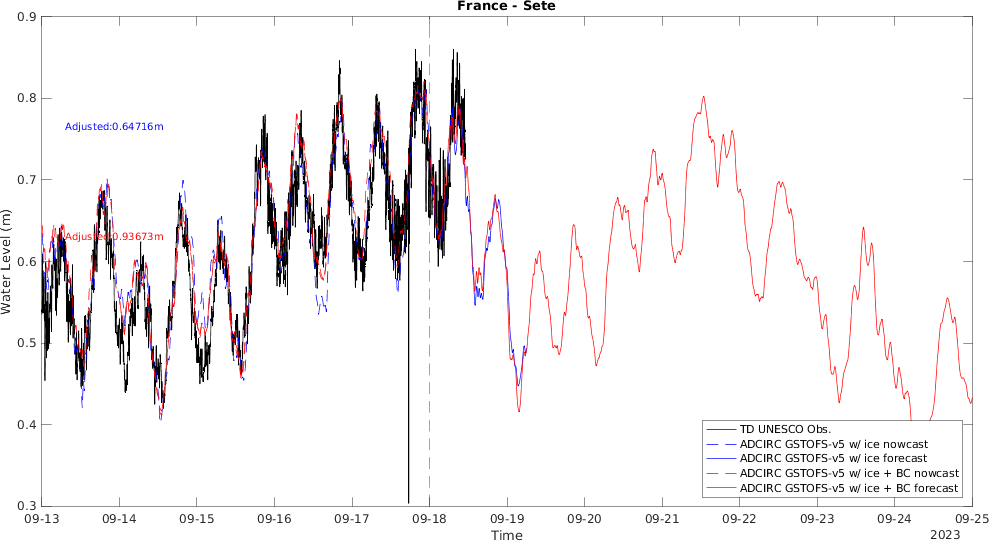 France - Sete
0.9
0.8
0.7
0.6
0.5
0.4
0.3
Water Level (m)
Adjusted:0.64716m
Adjusted:0.93673m
TD UNESCO Obs.
ADCIRC GSTOFS-v5 w/ ice nowcast
ADCIRC GSTOFS-v5 w/ ice forecast
ADCIRC GSTOFS-v5 w/ ice + BC nowcast
ADCIRC GSTOFS-v5 w/ ice + BC forecast
09-13 09-14 09-15 09-16 09-17 09-18 09-19 09-20 09-21 09-22 09-23 09-24 09-25
Time
2023